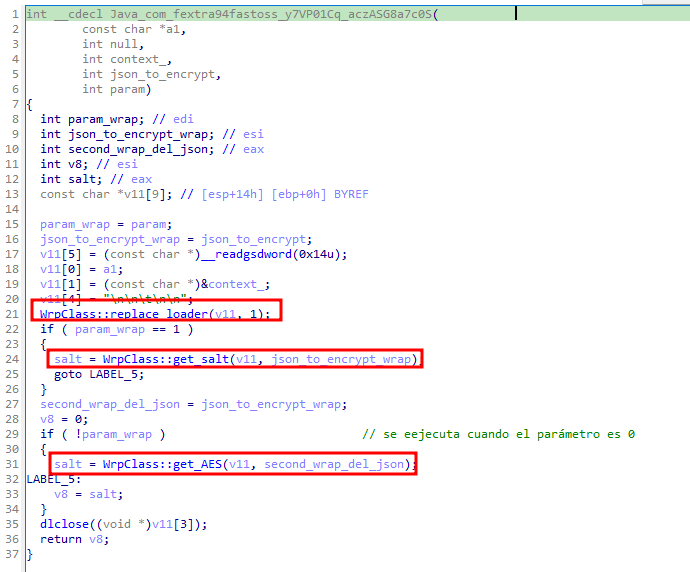 1 int __cdecl Java_com_fextra94fastoss_y7VP01Cq_aczASG8a7c0S(
2 const char *a1,
3 int null,
4 int context_,
5 int json_to_encrypt,
6 int param)
7 {
8 int param_wrap; // edi
9 int json_to_encrypt_wrap; // esi
10 int second_wrap_del_json; // eax
11 int v8; // esi
12 int salt; // eax
13 const char *v11[9]; // [esp+14h] [ebp+0h] BYREF
14
15 param_wrap = param;
16 json_to_encrypt_wrap = json_to_encrypt;
17 v11[5] = (const char *)__readgsdword(0x14u);
18 v11[0] = a1;
19 v11[1] = (const char *)&context_;
20 v11[4] = "\n\n\t\n\n";
21 WrpClass::replace_loader(v11, 1);
22 if ( param_wrap == 1 )
23 {
24 salt = WrpClass::get_salt(v11, json_to_encrypt_wrap);
25 goto LABEL_5;
26 }
27 second_wrap_del_json = json_to_encrypt_wrap;
28 v8 = 0;
29 if ( !param_wrap ) // se eejecuta cuando el parámetro es 0
30 {
31 salt = WrpClass::get_AES(v11, second_wrap_del_json);
32 LABEL_5:
33 v8 = salt;
34 }
35 dlclose((void *)v11[3]);
36 return v8;
37 }